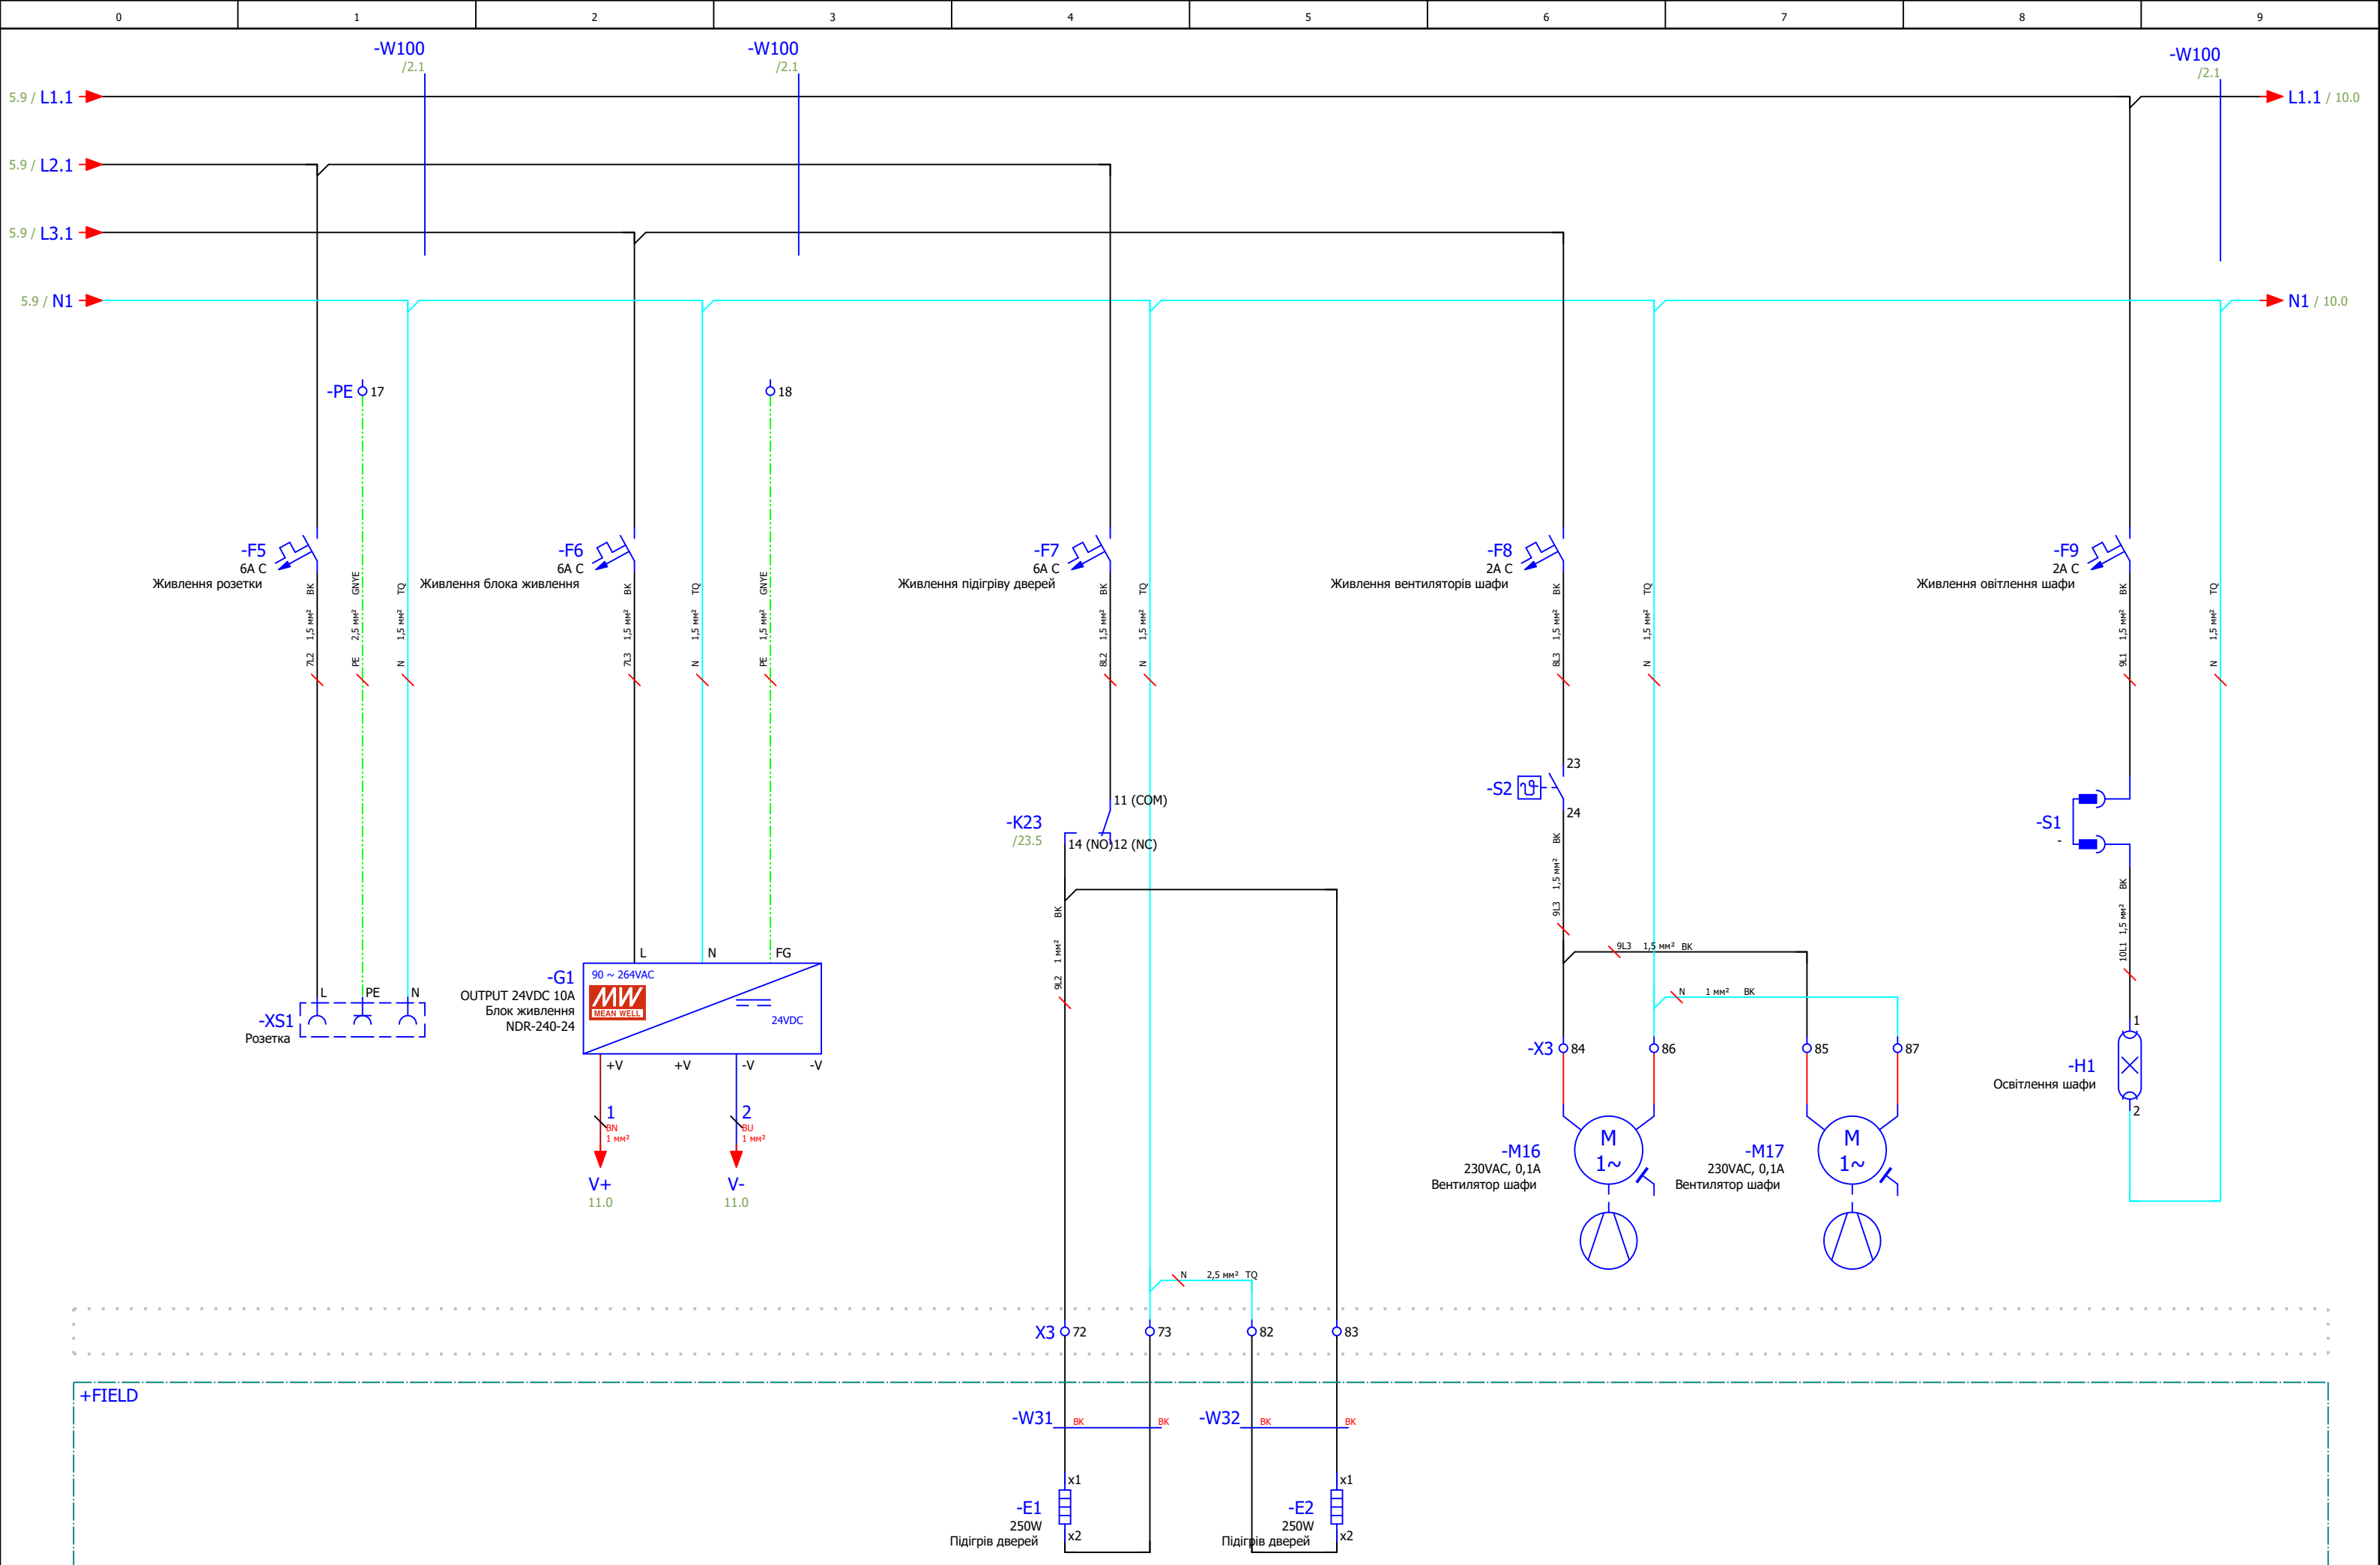 0 1 2 3 4 5 6 7 8 9
-W100 -W100 -W100
/2.1 /2.1 /2.1
5.9 / L1.1 L1.1 / 10.0
5.9 / L2.1
5.9 / L3.1
5.9 / N1 N1 / 10.0
-PE 17 18
-F5
6A C
Живлення розетки
7L2 1,5 мм² BK
PE 2,5 мм² GNYE
N 1,5 мм² TQ
-F6
6A C
Живлення блока живлення
7L3 1,5 мм² BK
N 1,5 мм² TQ
PE 1,5 мм² GNYE
-F7
6A C
Живлення підігріву дверей
8L2 1,5 мм² BK
N 1,5 мм² TQ
-F8
2A C
Живлення вентиляторів шафи
8L3 1,5 мм² BK
N 1,5 мм² TQ
-F9
2A C
Живлення овітлення шафи
9L1 1,5 мм² BK
N 1,5 мм² TQ
-K23
/23.5
11 (COM)
14 (NO) 12 (NC)
9L2 1 мм² BK
-S2
23
24
9L3 1,5 мм² BK
9L3 1,5 мм² BK
N 1 мм² BK
-S1
-
10L1 1,5 мм² BK
L PE N
-XS1
Розетка
L N FG
-G1
OUTPUT 24VDC 10A
Блок живлення
NDR-240-24
90 ~ 264VAC
MW
MEAN WELL
24VDC
+V +V -V -V
1
BN
1 мм²
2
BU
1 мм²
V+ V-
11.0 11.0
-X3 84 86 85 87
-M16
230VAC, 0,1A
Вентилятор шафи
M
1~
-M17
230VAC, 0,1A
Вентилятор шафи
M
1~
-H1
Освітлення шафи
1
2
N 2,5 мм² TQ
X3 72 73 82 83
+FIELD
-W31 BK BK
-W32 BK BK
-E1
250W
Підігрів дверей
x1
x2
-E2
250W
Підігрів дверей
x1
x2